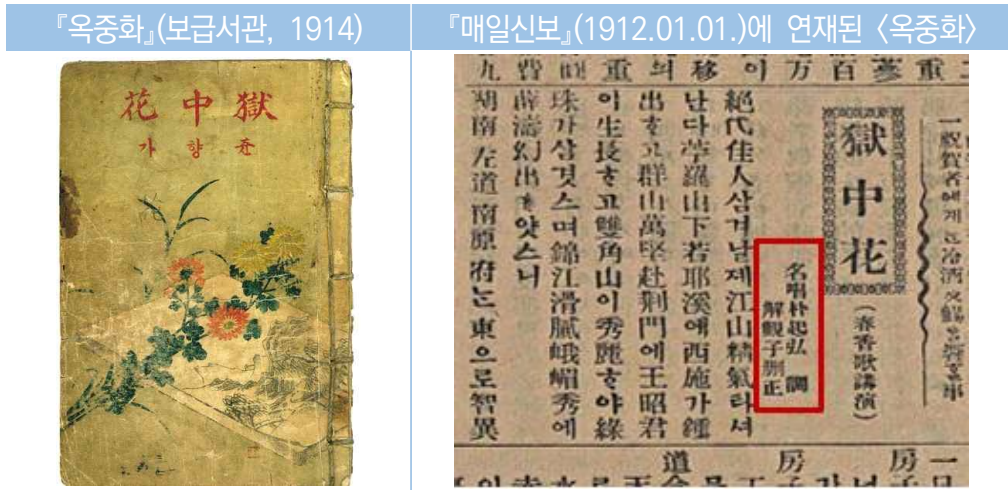 『옥중화』(보급서관, 1914)
『매일신보』(1912.01.01.)에 연재된 〈옥중화〉
獄中花
춘향가
獄中花
(春香歌講演)
名唱朴起弘 調
解觀子刪正
絕代佳人삼겨날제江山精氣타셔
난다苧羅山下若耶溪에西施가鍾
出ᄒᆞ고群山萬壑赴荊門에王昭君
이生長ᄒᆞ고雙角山이秀麗ᄒᆞ야綠
珠가삼겻스며錦江滑膩峨嵋秀에
薛濤幻出ᄒᆞ얏스니
湖南左道南原府ᄂᆞᆫ東으로智異